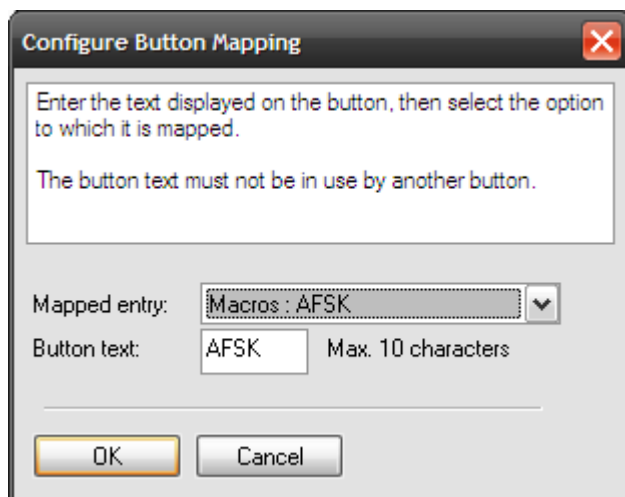 Configure Button Mapping
Enter the text displayed on the button, then select the option
to which it is mapped.
The button text must not be in use by another button.
Mapped entry: Macros : AFSK
Button text: AFSK Max. 10 characters
OK Cancel